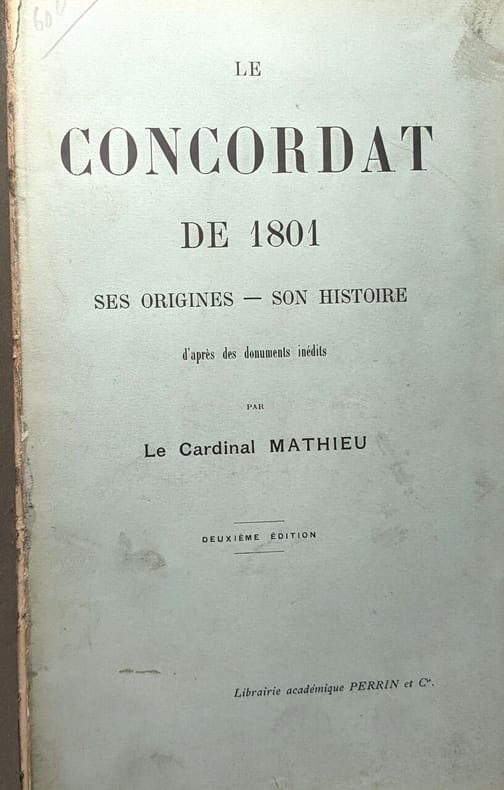 600
LE
CONCORDAT
DE 1801
SES ORIGINES — SON HISTOIRE
d'après des donuments inédits
PAR
Le Cardinal MATHIEU
DEUXIÈME ÉDITION
Librairie académique PERRIN et Cie.